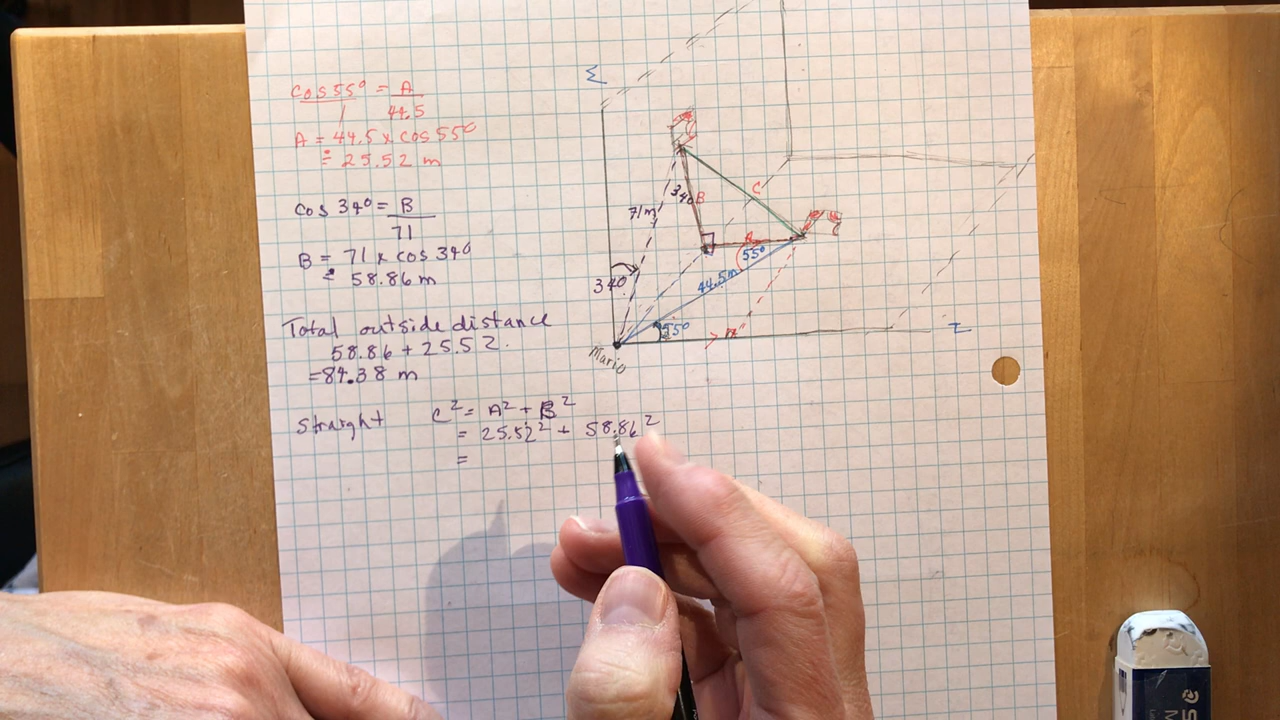 cos 55° = A
1 44.5
A = 44.5 x cos 55°
≐ 25.52 m
cos 34° = B
71
B = 71 x cos 34°
≐ 58.86 m
Total outside distance
58.86 + 25.52.
= 84.38 m
straight C² = A² + B²
= 25.52² + 58.86²
=
Σ
34°
B
C
71m
A
55°
44.5m
34°
55°
Mario